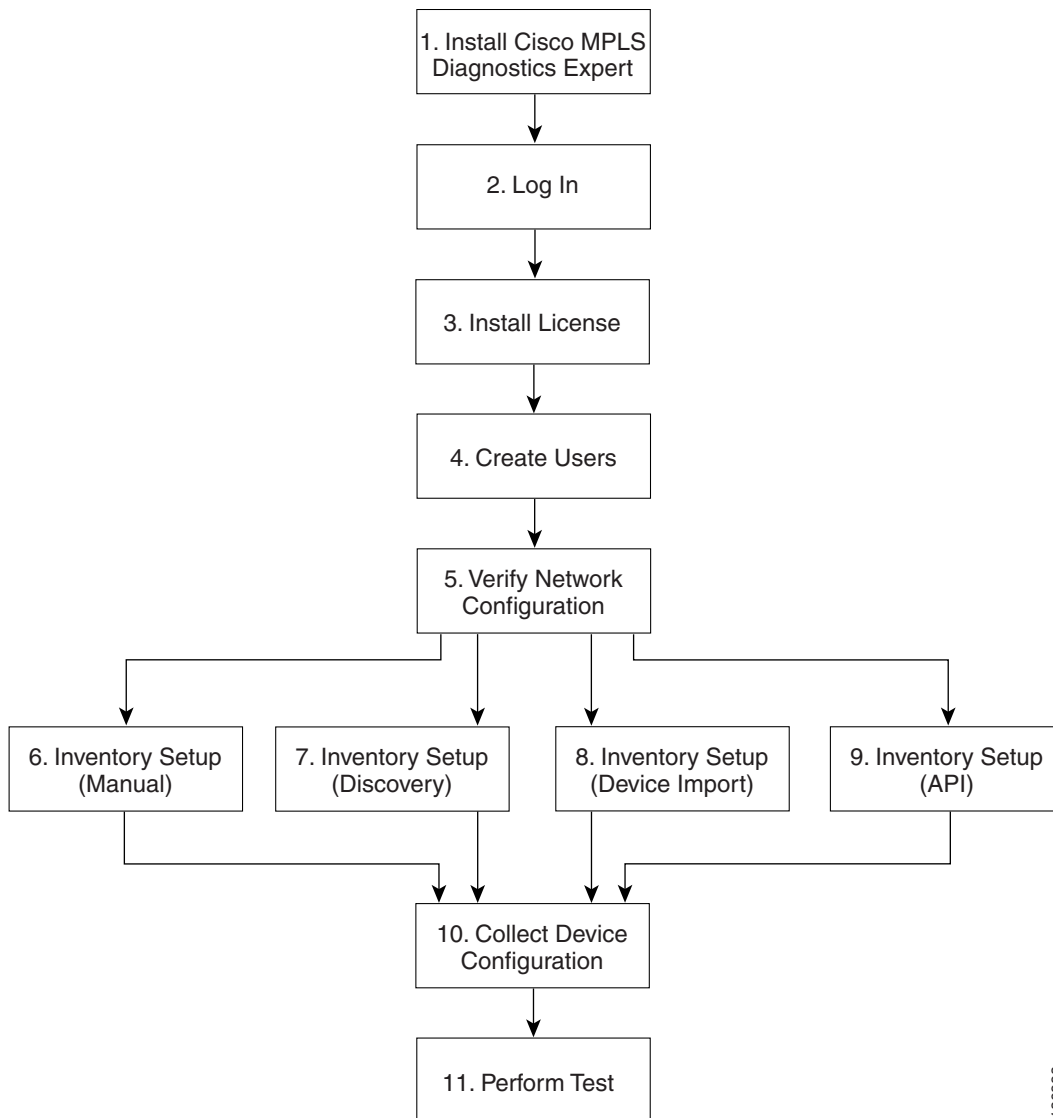 1. Install Cisco MPLS
Diagnostics Expert
2. Log In
3. Install License
4. Create Users
5. Verify Network
Configuration
6. Inventory Setup
(Manual)
7. Inventory Setup
(Discovery)
8. Inventory Setup
(Device Import)
9. Inventory Setup
(API)
10. Collect Device
Configuration
11. Perform Test